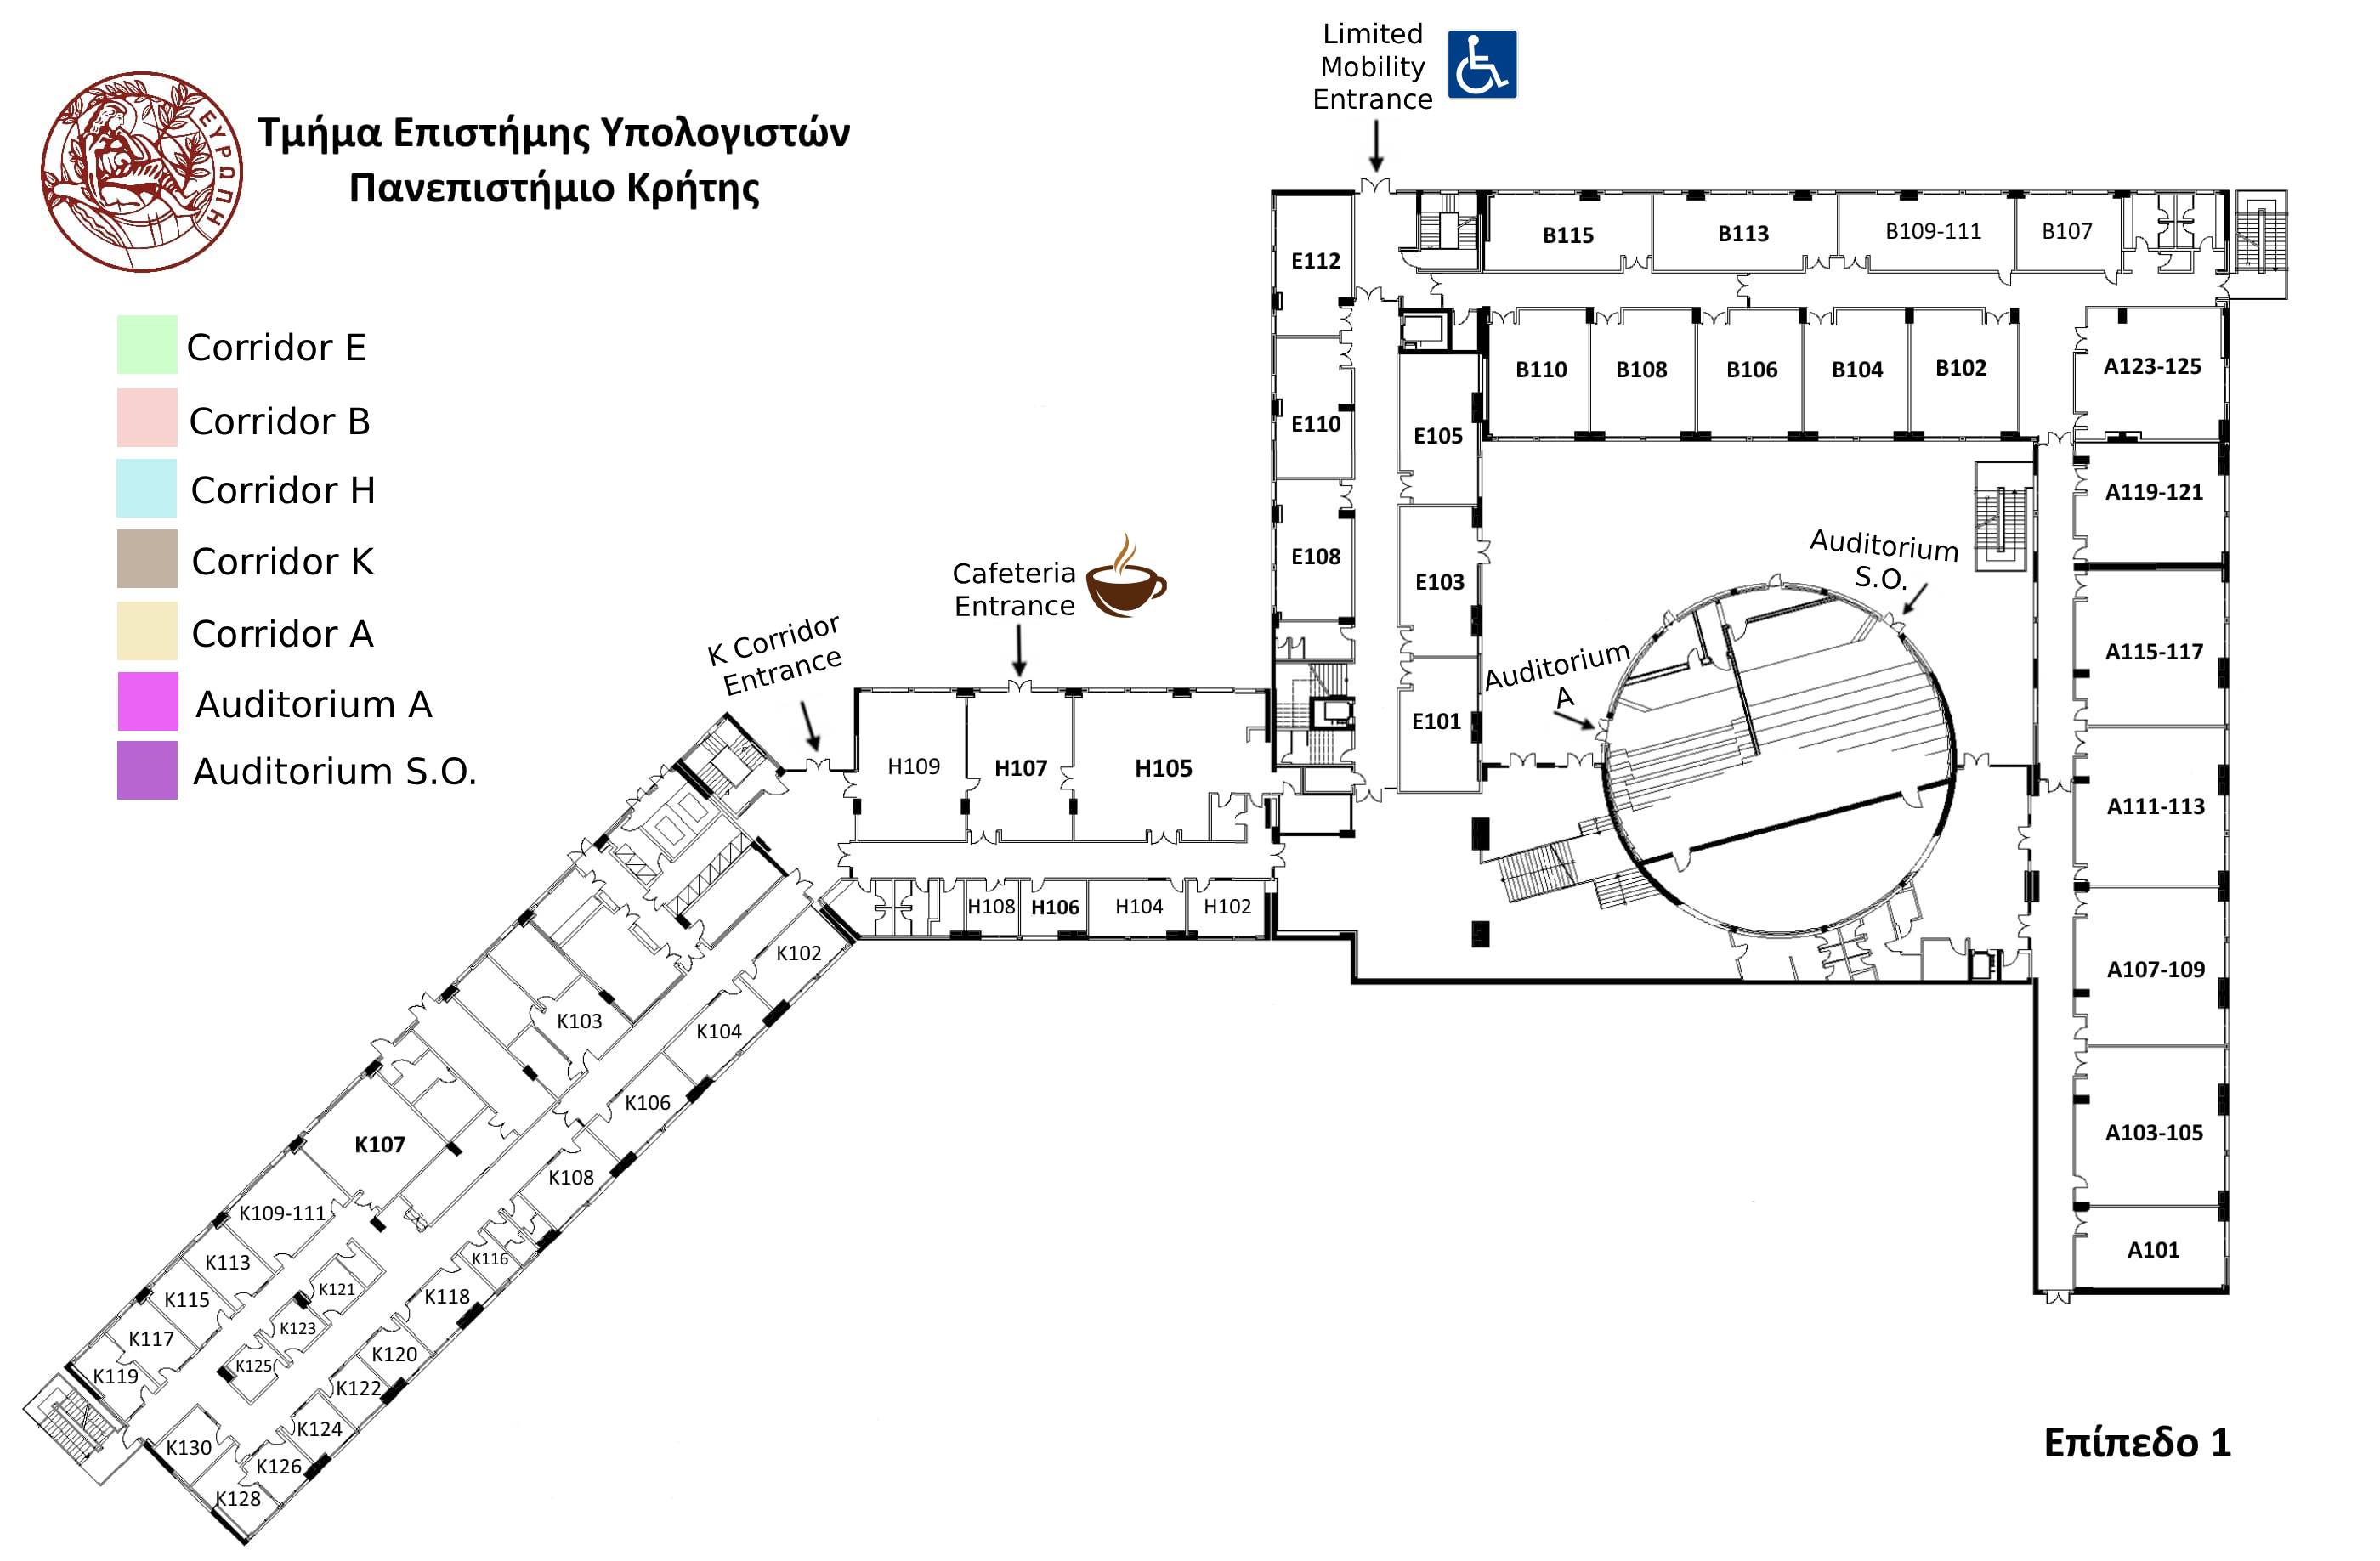 Limited
Mobility
Entrance
ΕΥΡΩΠΗ
Τμήμα Επιστήμης Υπολογιστών
Πανεπιστήμιο Κρήτης
Corridor E
Corridor B
Corridor H
Corridor K
Corridor A
Auditorium A
Auditorium S.O.
K Corridor
Entrance
Cafeteria
Entrance
Auditorium
A
Auditorium
S.O.
E112
E110
E108
E105
E103
E101
B115
B113
B109-111
B107
B110
B108
B106
B104
B102
A123-125
A119-121
A115-117
A111-113
A107-109
A103-105
A101
H109
H107
H105
H108
H106
H104
H102
K102
K104
K103
K106
K107
K108
K109-111
K113
K115
K117
K119
K121
K123
K125
K116
K118
K120
K122
K124
K126
K128
K130
Επίπεδο 1